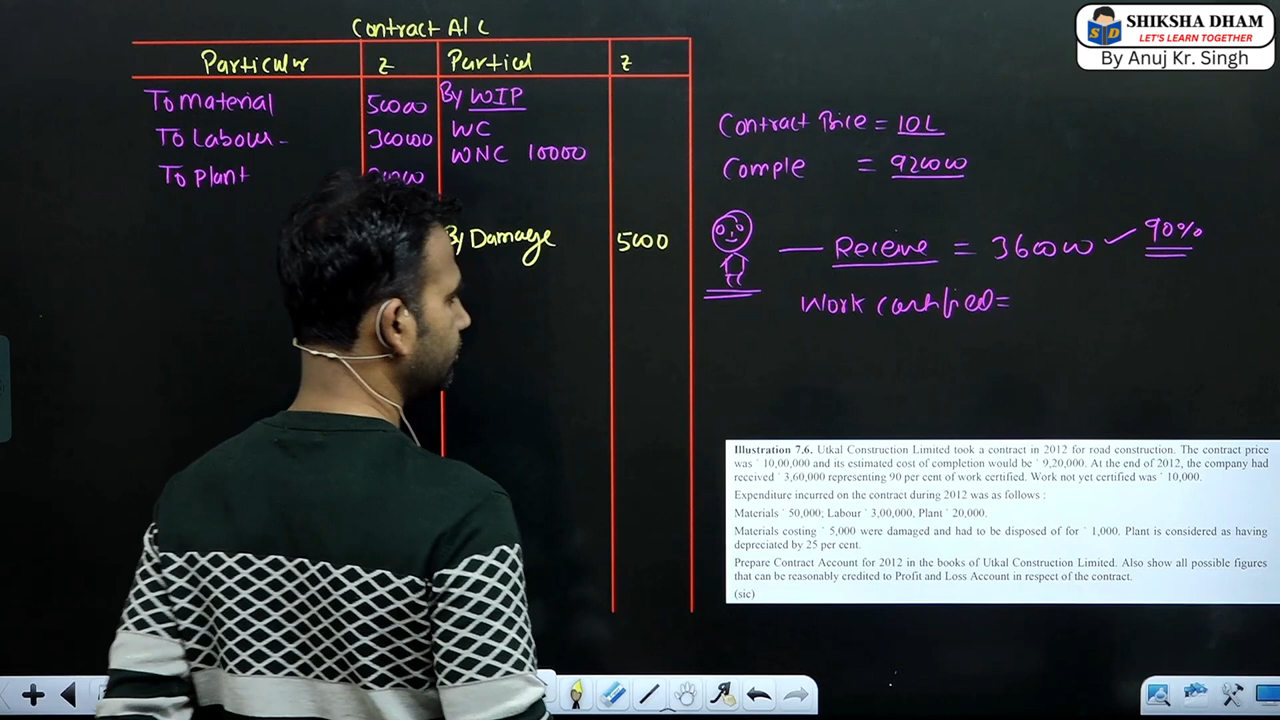 SHIKSHA DHAM
LET'S LEARN TOGETHER
By Anuj Kr. Singh
SD
Contract A/C
Particular ₹ Particul ₹
To Material 50000 By WIP
To Labour 300000 WC
WNC 10000
To Plant
By Damage 5000
Contract Price = 10L
Comple = 920000
Receive = 360000 ✓ 90%
Work Certified=
Illustration 7.6. Utkal Construction Limited took a contract in 2012 for road construction. The contract price
was ` 10,00,000 and its estimated cost of completion would be ` 9,20,000. At the end of 2012, the company had
received ` 3,60,000 representing 90 per cent of work certified. Work not yet certified was ` 10,000.
Expenditure incurred on the contract during 2012 was as follows :
Materials ` 50,000; Labour ` 3,00,000, Plant ` 20,000.
Materials costing ` 5,000 were damaged and had to be disposed of for ` 1,000. Plant is considered as having
depreciated by 25 per cent.
Prepare Contract Account for 2012 in the books of Utkal Construction Limited. Also show all possible figures
that can be reasonably credited to Profit and Loss Account in respect of the contract.
(sic)